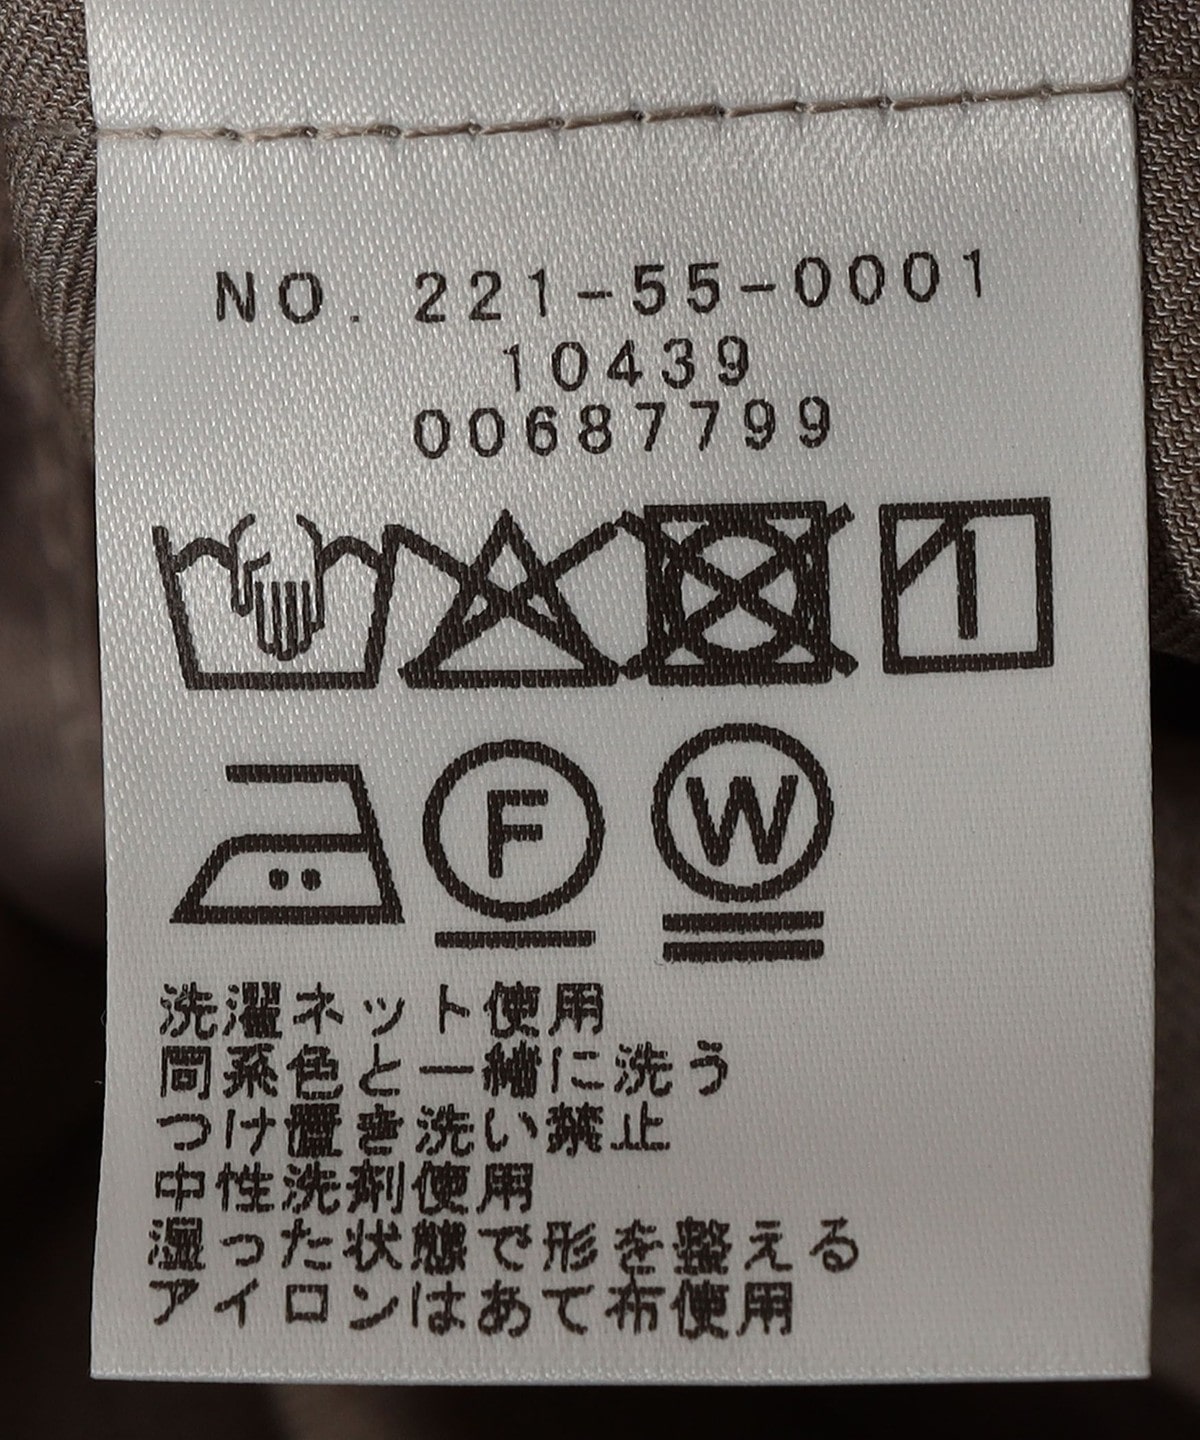 NO. 221-55-0001
10439
00687799
F W
洗濯ネット使用
同系色と一緒に洗う
つけ置き洗い禁止
中性洗剤使用
湿った状態で形を整える
アイロンはあて布使用